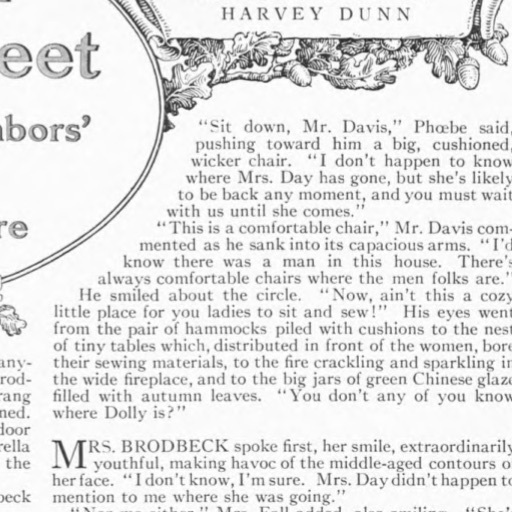 HARVEY DUNN
eet
abors'
re
"Sit down, Mr. Davis," Phœbe said,
pushing toward him a big, cushioned,
wicker chair. "I don't happen to know
where Mrs. Day has gone, but she's likely
to be back any moment, and you must wait
with us until she comes."
"This is a comfortable chair," Mr. Davis com-
mented as he sank into its capacious arms. "I'd
know there was a man in this house. There's
always comfortable chairs where the men folks are."
He smiled about the circle. "Now, ain't this a cozy
little place for you ladies to sit and sew!" His eyes went
from the pair of hammocks piled with cushions to the nest
of tiny tables which, distributed in front of the women, bore
their sewing materials, to the fire crackling and sparkling in
the wide fireplace, and to the big jars of green Chinese glaze
filled with autumn leaves. "You don't any of you know
where Dolly is?"
any-
rod-
rang
ned.
door
rella
the
beck
MRS. BRODBECK spoke first, her smile, extraordinarily
youthful, making havoc of the middle-aged contours of
her face. "I don't know, I'm sure. Mrs. Day didn't happen to
mention to me where she was going."